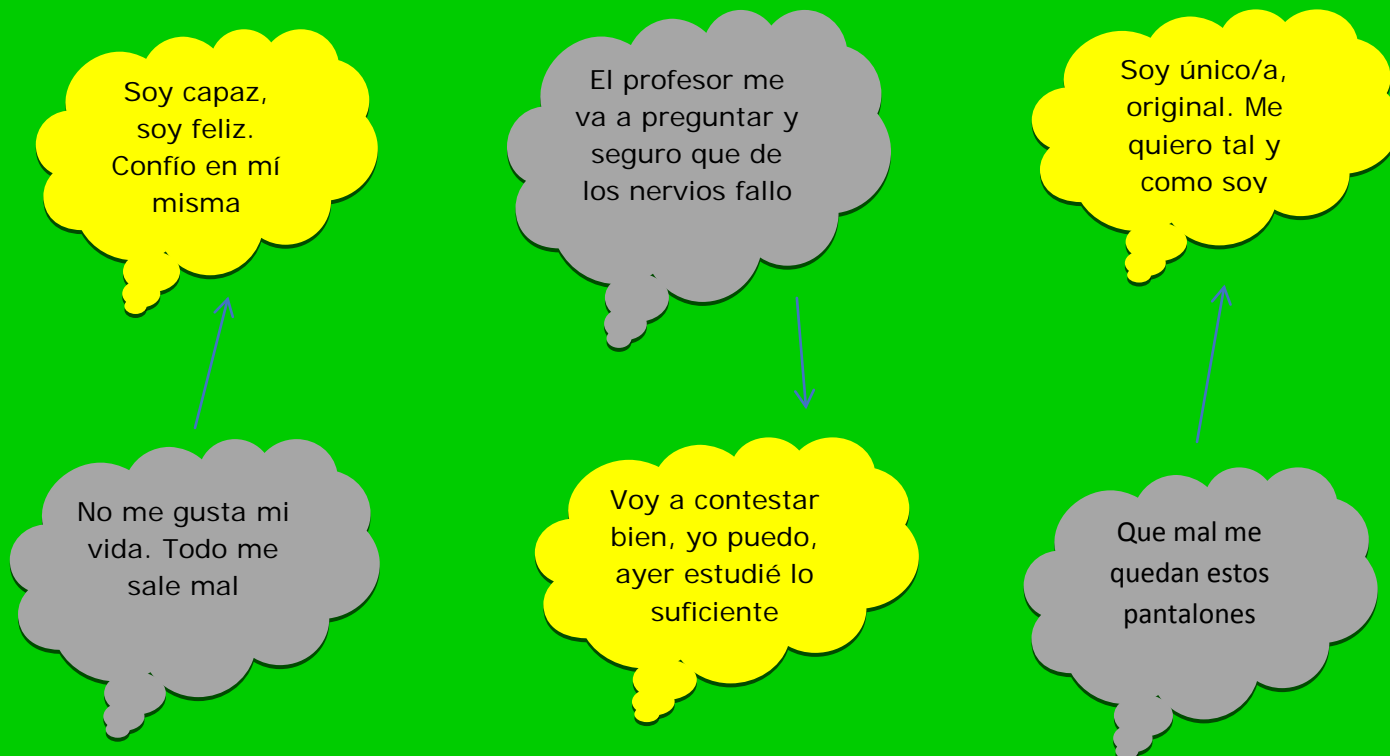 Soy capaz,
soy feliz.
Confío en mí
misma
El profesor me
va a preguntar y
seguro que de
los nervios fallo
Soy único/a,
original. Me
quiero tal y
como soy
No me gusta mi
vida. Todo me
sale mal
Voy a contestar
bien, yo puedo,
ayer estudié lo
suficiente
Que mal me
quedan estos
pantalones